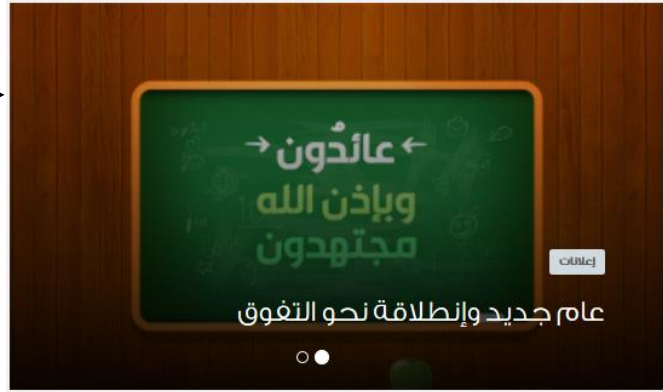 عائدُون
وبإذن الله
مجتهدون
إعلانات
عام جديد وإنطلاقة نحو التفوق